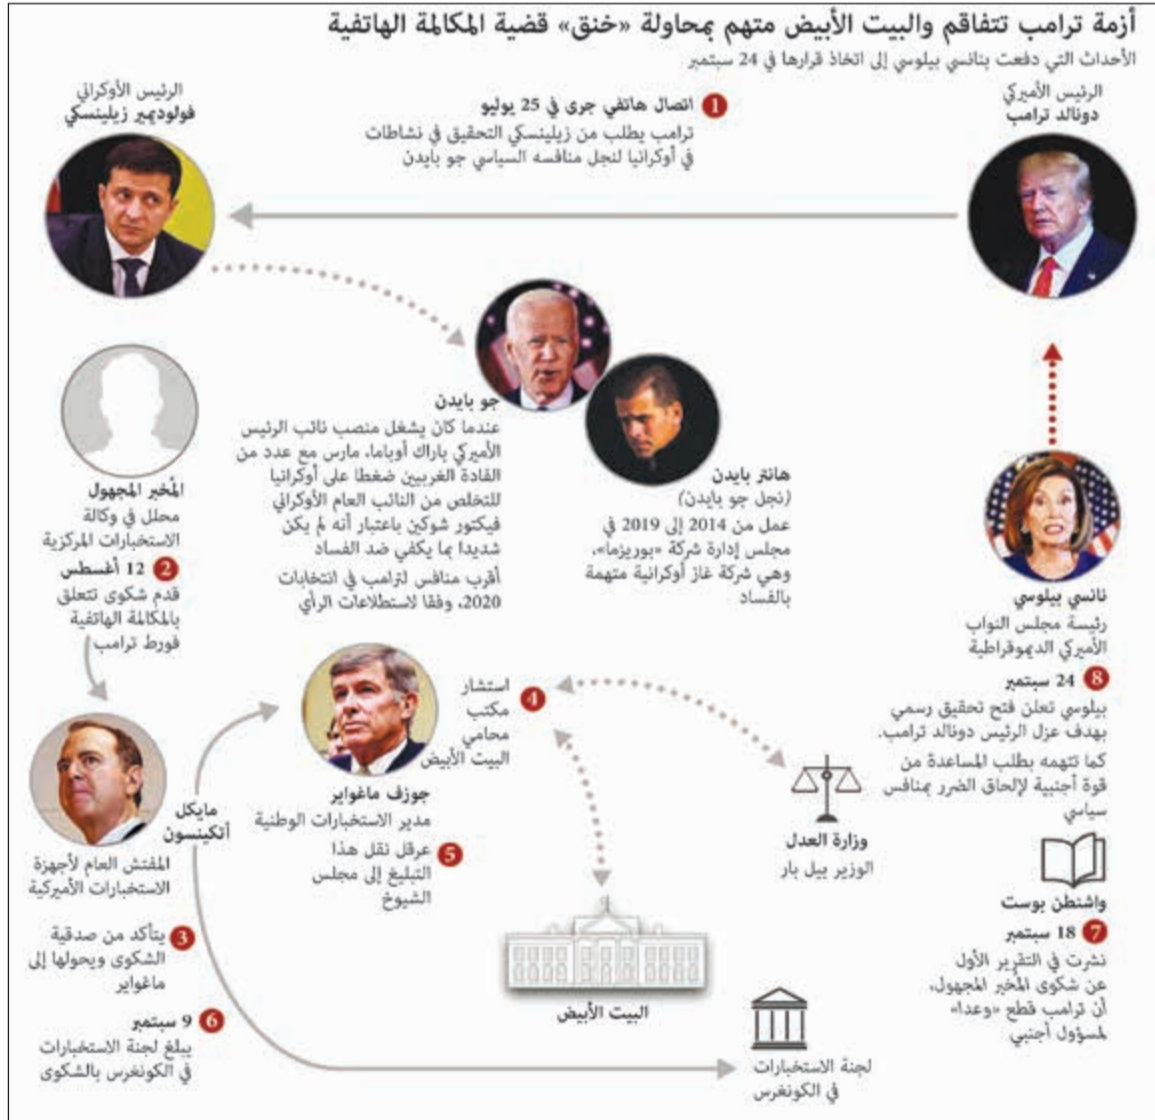 أزمة ترامب تتفاقم والبيت الأبيض متهم بمحاولة «خنق» قضية المكالمة الهاتفية
الأحداث التي دفعت بنانسي بيلوسي إلى اتخاذ قرارها في 24 سبتمبر
الرئيس الأميركي
دونالد ترامب
1 اتصال هاتفي جرى في 25 يوليو
ترامب يطلب من زيلينسكي التحقيق في نشاطات
في أوكرانيا لنجل منافسه السياسي جو بايدن
الرئيس الأوكراني
فولوديمير زيلينسكي
جو بايدن
عندما كان يشغل منصب نائب الرئيس
الأميركي باراك أوباما، مارس مع عدد من
القادة الغربيين ضغطا على أوكرانيا
للتخلص من النائب العام الأوكراني
فيكتور شوكين باعتبار أنه لم يكن
شديدا بما يكفي ضد الفساد
أقرب منافس لترامب في انتخابات
2020، وفقا لاستطلاعات الرأي
هانتر بايدن
(نجل جو بايدن)
عمل من 2014 إلى 2019 في
مجلس إدارة شركة «بوريزما»،
وهي شركة غاز أوكرانية متهمة
بالفساد
المُخبر المجهول
محلل في وكالة
الاستخبارات المركزية
2 12 أغسطس
قدم شكوى تتعلق
بالمكالمة الهاتفية
فورط ترامب
مايكل
أتكينسون
المفتش العام لأجهزة
الاستخبارات الأميركية
3 يتأكد من صدقية
الشكوى ويحولها إلى
ماغواير
4 استشار
مكتب
محامي
البيت الأبيض
جوزف ماغواير
مدير الاستخبارات الوطنية
5 عرقل نقل هذا
التبليغ إلى مجلس
الشيوخ
وزارة العدل
الوزير بيل بار
البيت الأبيض
6 9 سبتمبر
يبلغ لجنة الاستخبارات
في الكونغرس بالشكوى
لجنة الاستخبارات
في الكونغرس
نانسي بيلوسي
رئيسة مجلس النواب
الأميركي الديموقراطية
8 24 سبتمبر
بيلوسي تعلن فتح تحقيق رسمي
بهدف عزل الرئيس دونالد ترامب.
كما تتهمه بطلب المساعدة من
قوة أجنبية لإلحاق الضرر بمنافس
سياسي
واشنطن بوست
7 18 سبتمبر
نشرت في التقرير الأول
عن شكوى المُخبر المجهول،
أن ترامب قطع «وعدا»
لمسؤول أجنبي